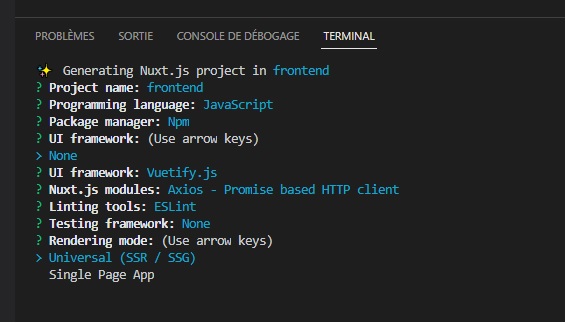 PROBLÈMES SORTIE CONSOLE DE DÉBOGAGE TERMINAL
✨ Generating Nuxt.js project in frontend
? Project name: frontend
? Programming language: JavaScript
? Package manager: Npm
? UI framework: (Use arrow keys)
> None
? UI framework: Vuetify.js
? Nuxt.js modules: Axios - Promise based HTTP client
? Linting tools: ESLint
? Testing framework: None
? Rendering mode: (Use arrow keys)
> Universal (SSR / SSG)
Single Page App